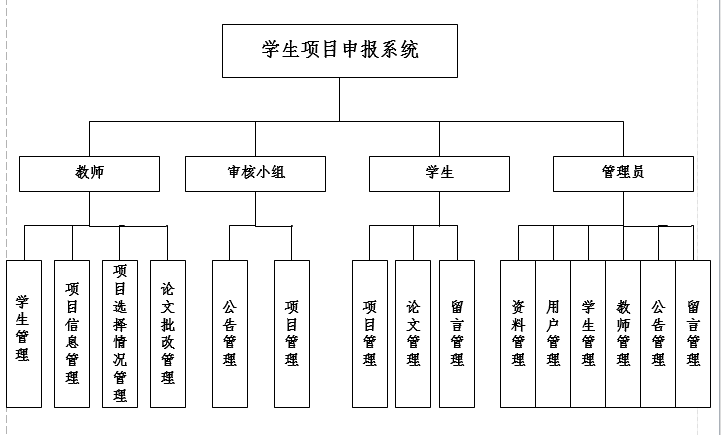 学生项目申报系统
教师
审核小组
学生
管理员
学生管理
项目信息管理
项目选择情况管理
论文批改管理
公告管理
项目管理
项目管理
论文管理
留言管理
资料管理
用户管理
学生管理
教师管理
公告管理
留言管理